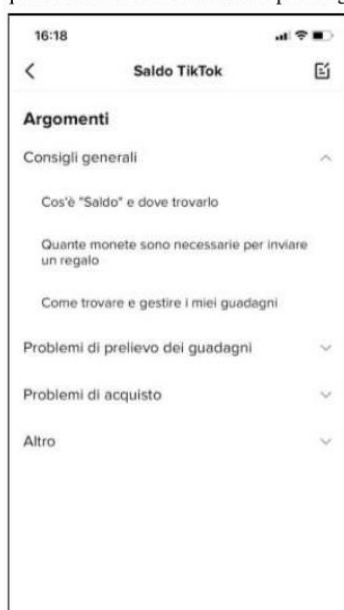 16:18
Saldo TikTok
Argomenti
Consigli generali
Cos'è "Saldo" e dove trovarlo
Quante monete sono necessarie per inviare
un regalo
Come trovare e gestire i miei guadagni
Problemi di prelievo dei guadagni
Problemi di acquisto
Altro